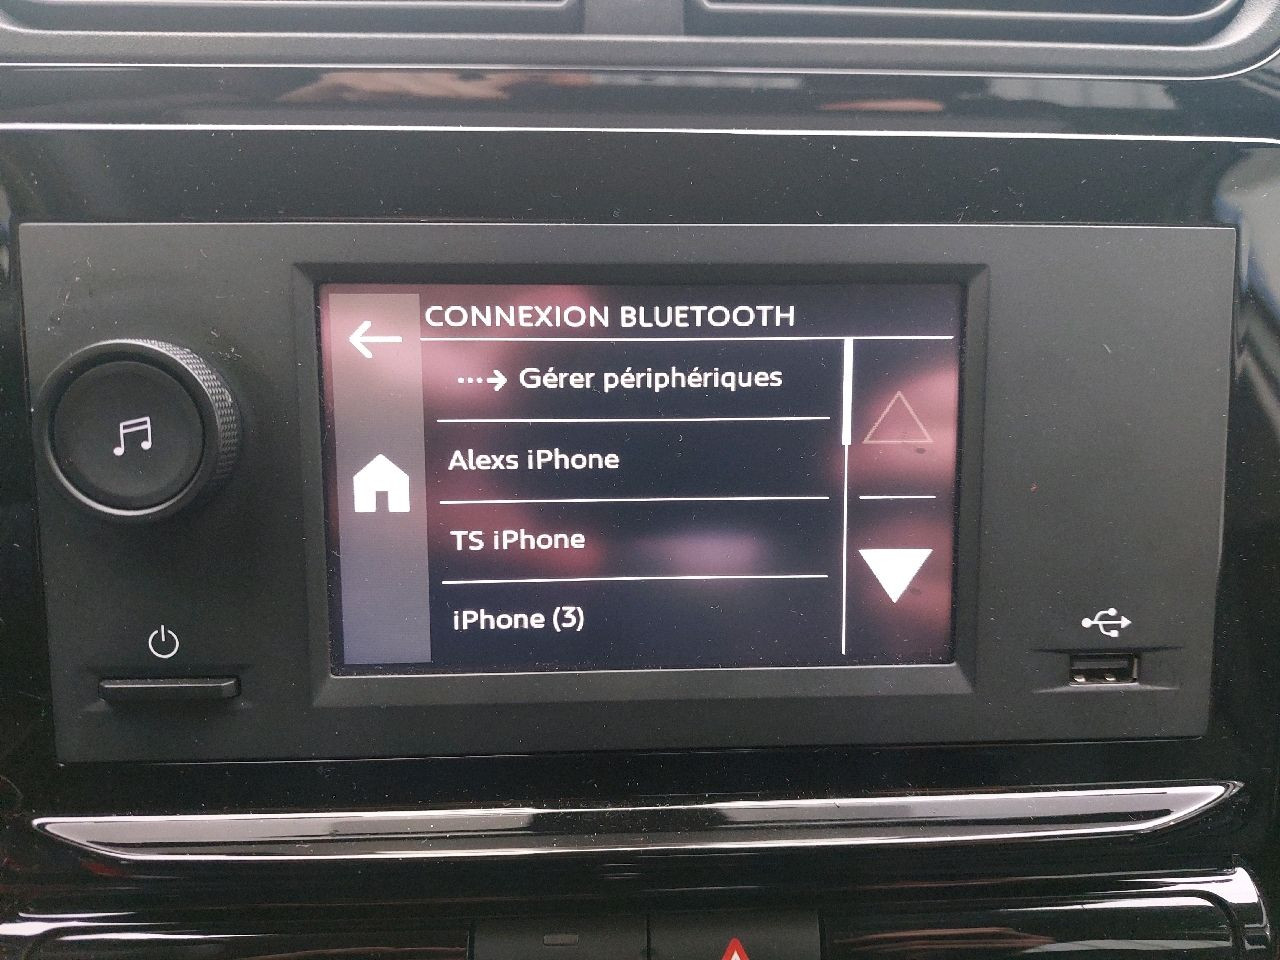 CONNEXION BLUETOOTH
Gérer périphériques
Alexs iPhone
TS iPhone
iPhone (3)